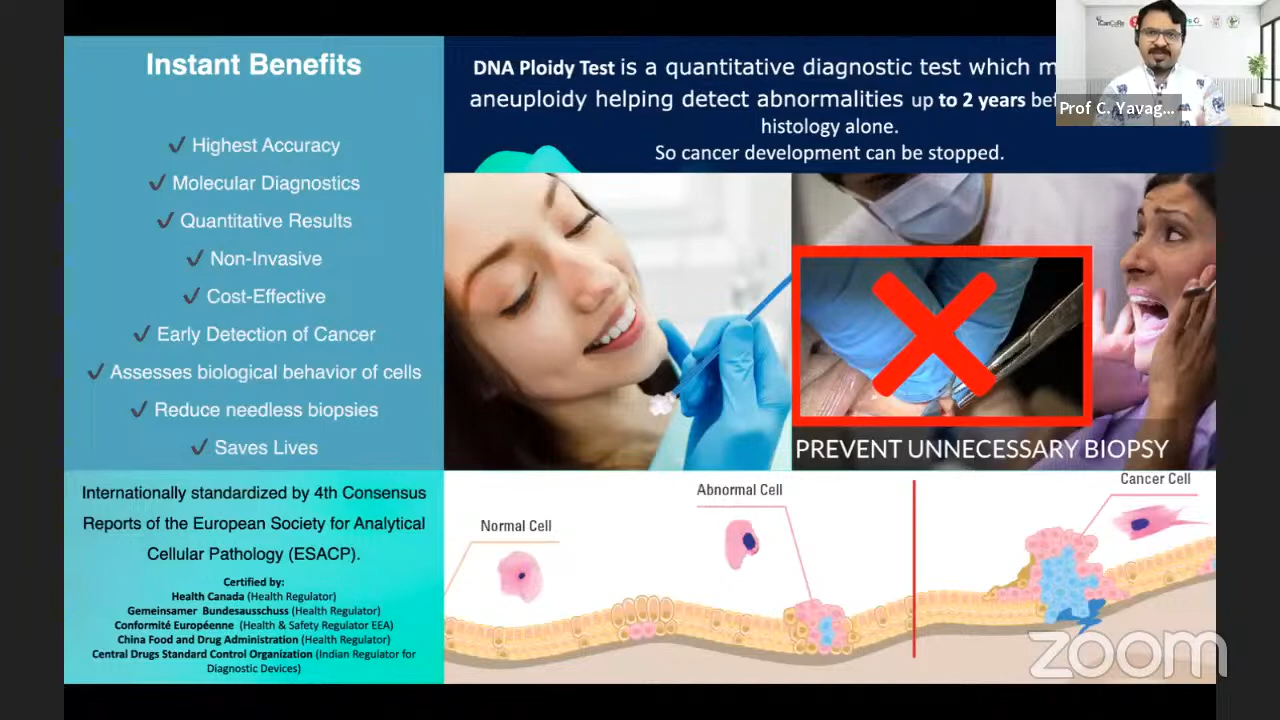 Instant Benefits
Highest Accuracy
Molecular Diagnostics
Quantitative Results
Non-Invasive
Cost-Effective
Early Detection of Cancer
Assesses biological behavior of cells
Reduce needless biopsies
Saves Lives
Internationally standardized by 4th Consensus
Reports of the European Society for Analytical
Cellular Pathology (ESACP).
Certified by:
Health Canada (Health Regulator)
Gemeinsamer Bundesausschuss (Health Regulator)
Conformité Européenne (Health & Safety Regulator EEA)
China Food and Drug Administration (Health Regulator)
Central Drugs Standard Control Organization (Indian Regulator for
Diagnostic Devices)
DNA Ploidy Test is a quantitative diagnostic test which
aneuploidy helping detect abnormalities up to 2 years
histology alone.
So cancer development can be stopped.
iCanCaRe
Prof C. Yavag...
PREVENT UNNECESSARY BIOPSY
Normal Cell
Abnormal Cell
Cancer Cell
zoom